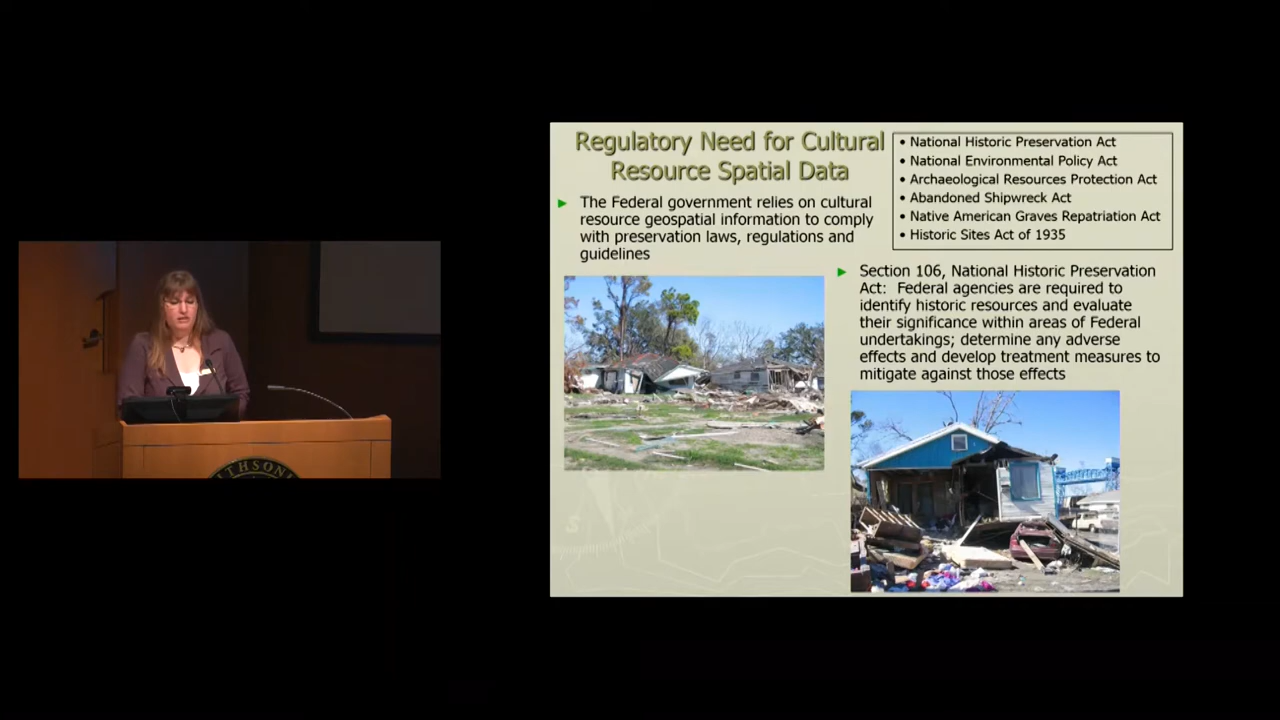 Regulatory Need for Cultural
Resource Spatial Data
• National Historic Preservation Act
• National Environmental Policy Act
• Archaeological Resources Protection Act
• Abandoned Shipwreck Act
• Native American Graves Repatriation Act
• Historic Sites Act of 1935
The Federal government relies on cultural
resource geospatial information to comply
with preservation laws, regulations and
guidelines
Section 106, National Historic Preservation
Act: Federal agencies are required to
identify historic resources and evaluate
their significance within areas of Federal
undertakings; determine any adverse
effects and develop treatment measures to
mitigate against those effects
THSONI